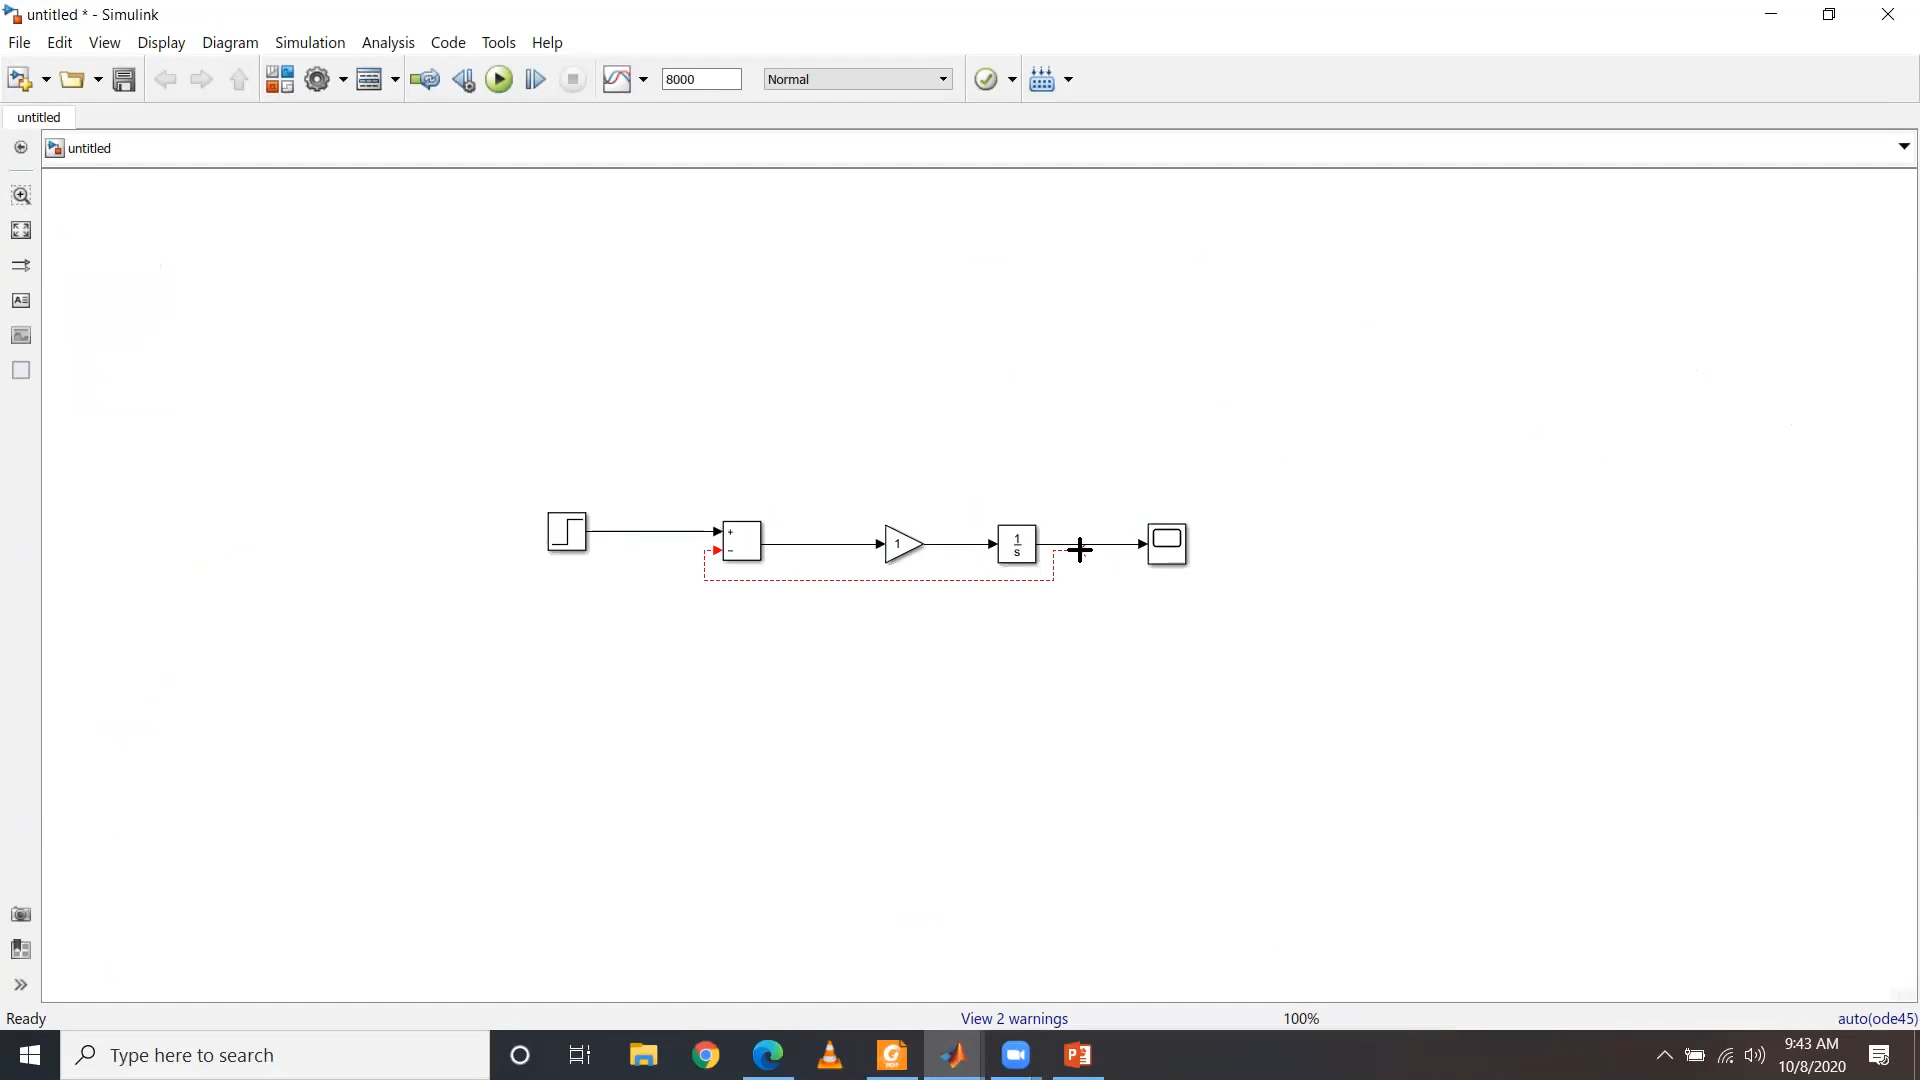 untitled * - Simulink
File Edit View Display Diagram Simulation Analysis Code Tools Help
8000 Normal
untitled
untitled
+
−
1
1
s
Ready View 2 warnings 100% auto(ode45)
Type here to search
9:43 AM
10/8/2020